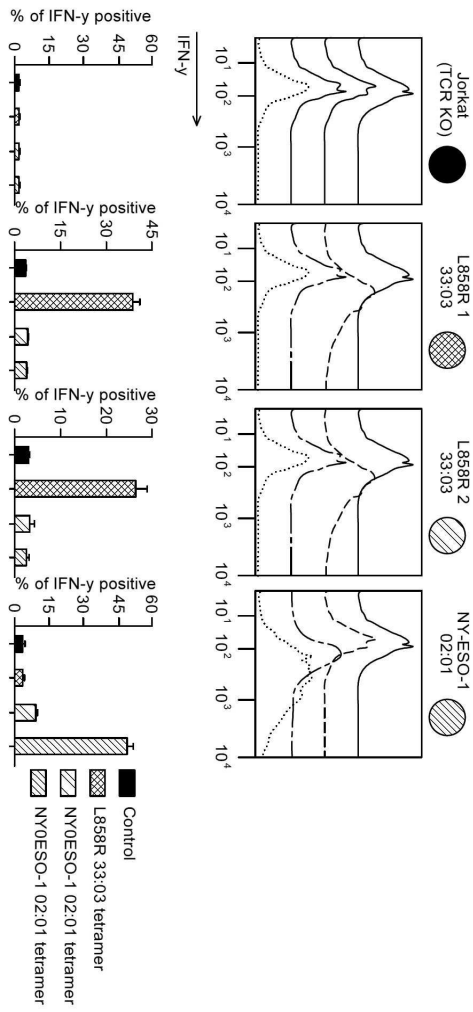 Jorkat
(TCR KO)
L858R 1
33:03
L858R 2
33:03
NY-ESO-1
02:01
10¹ 10² 10³ 10⁴
10¹ 10² 10³ 10⁴
10¹ 10² 10³ 10⁴
10¹ 10² 10³ 10⁴
IFN-y
% of IFN-y positive
60
45
30
15
0
% of IFN-y positive
45
30
15
0
% of IFN-y positive
30
12
10
0
% of IFN-y positive
60
45
30
15
0
Control
L858R 33:03 tetramer
NY0ESO-1 02:01 tetramer
NY0ESO-1 02:01 tetramer